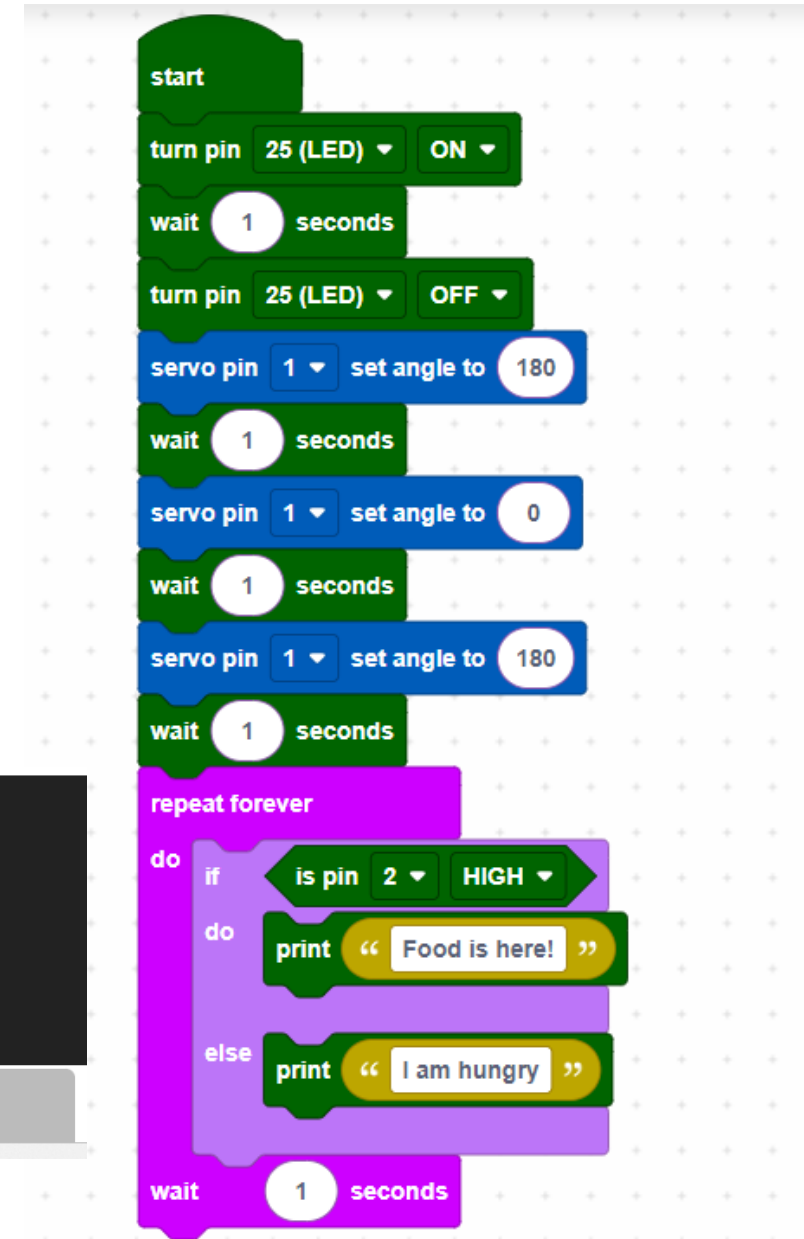 start
turn pin 25 (LED) ON
wait 1 seconds
turn pin 25 (LED) OFF
servo pin 1 set angle to 180
wait 1 seconds
servo pin 1 set angle to 0
wait 1 seconds
servo pin 1 set angle to 180
wait 1 seconds
repeat forever
do if is pin 2 HIGH
do print “ Food is here! ”
else print “ I am hungry ”
wait 1 seconds